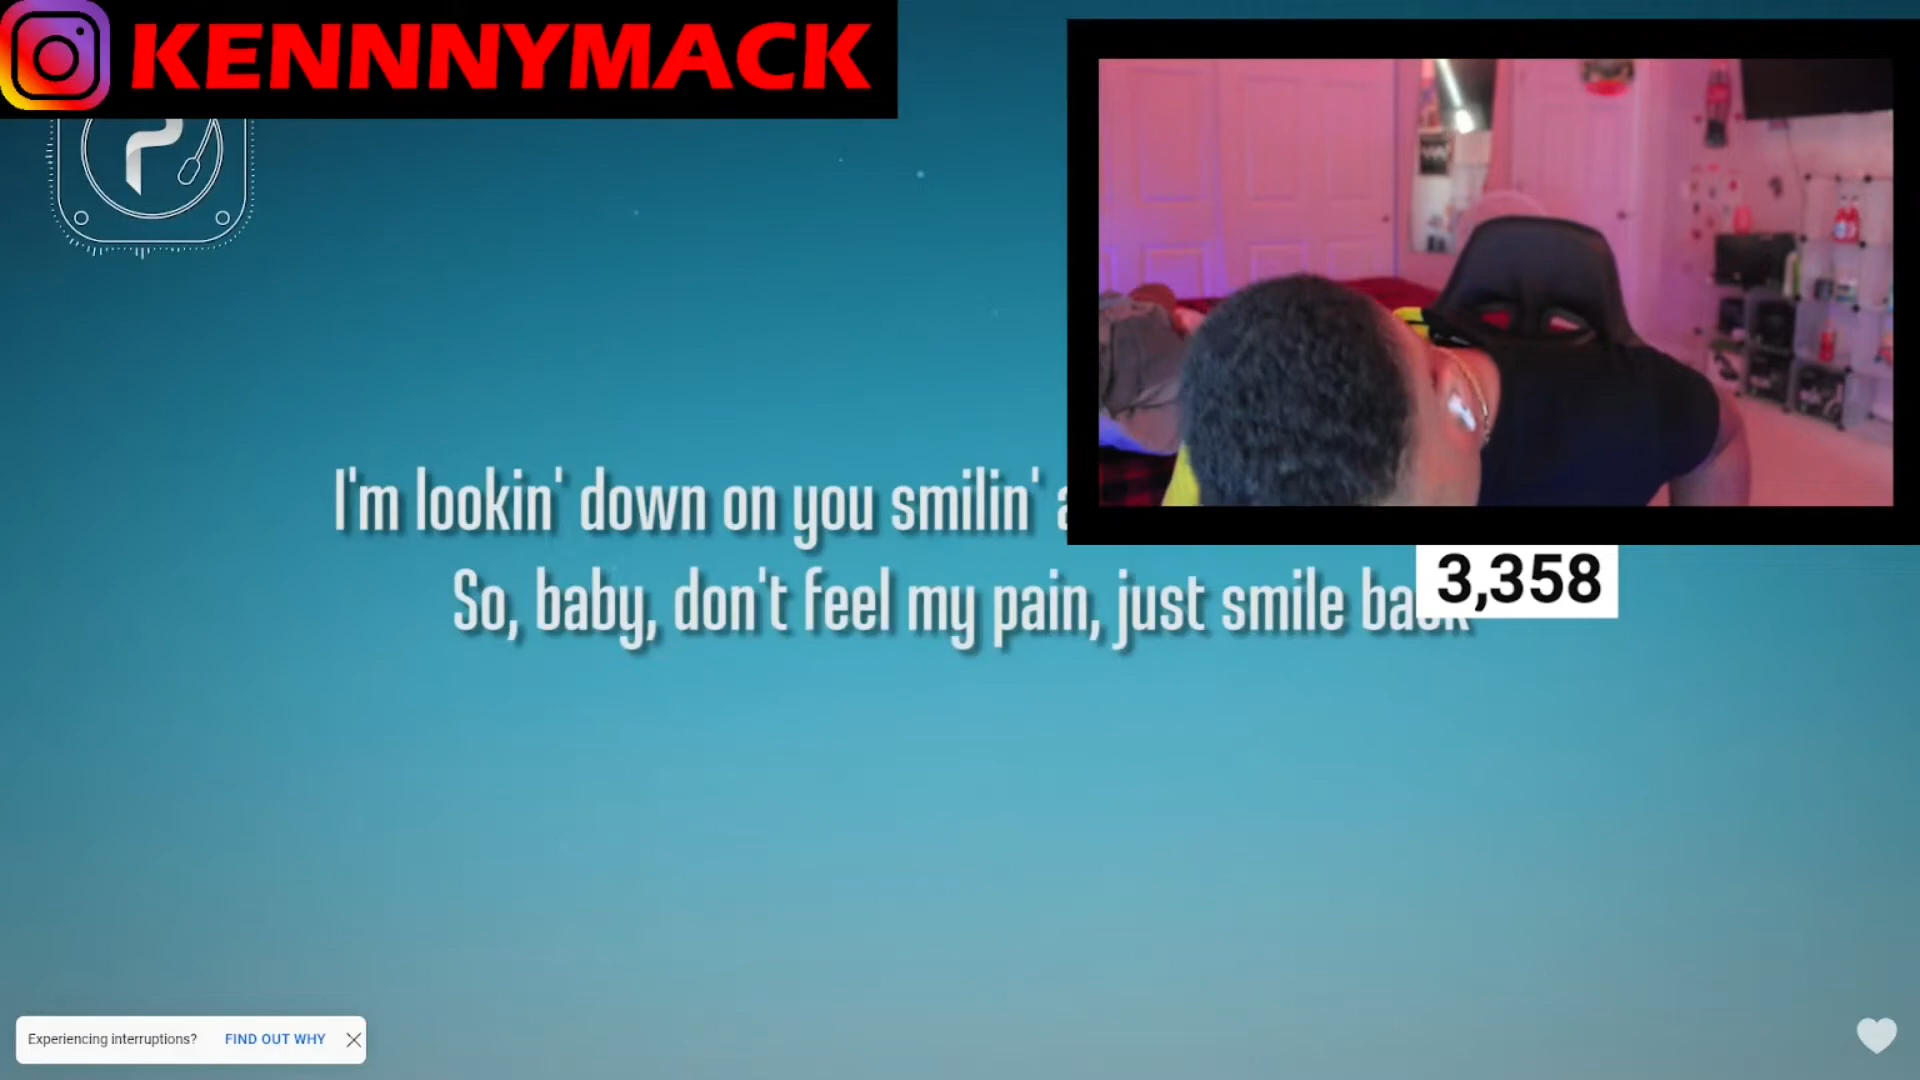 KENNNYMACK
I'm lookin' down on you smilin'
So, baby, don't feel my pain, just smile back
3,358
Experiencing interruptions? FIND OUT WHY